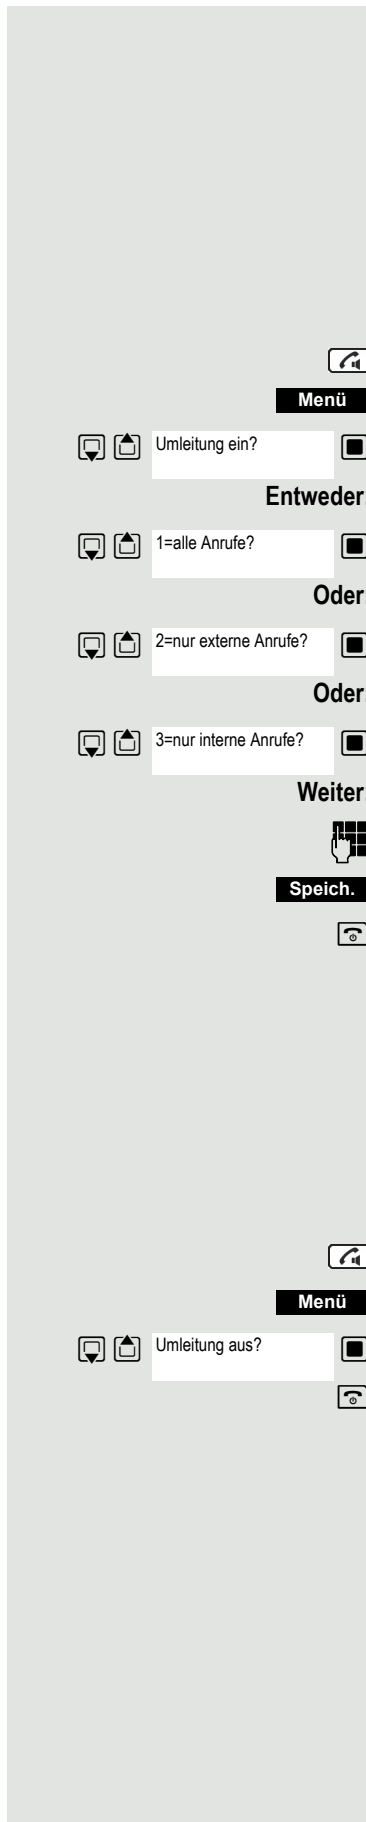 Menü
Umleitung ein?
Entweder:
1=alle Anrufe?
Oder:
2=nur externe Anrufe?
Oder:
3=nur interne Anrufe?
Weiter:
Speich.
Menü
Umleitung aus?